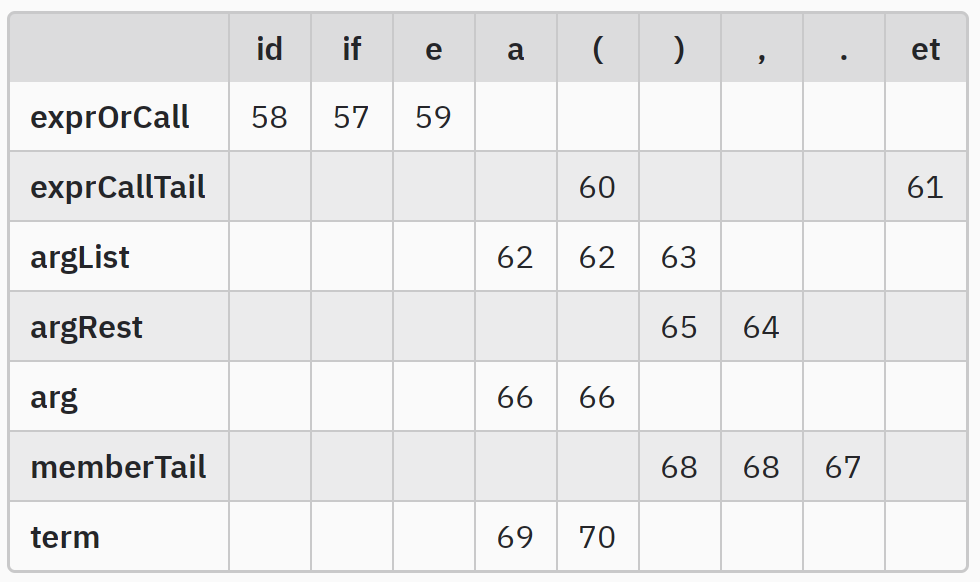 id if e a ( ) , . et
exprOrCall 58 57 59
exprCallTail 60 61
argList 62 62 63
argRest 65 64
arg 66 66
memberTail 68 68 67
term 69 70